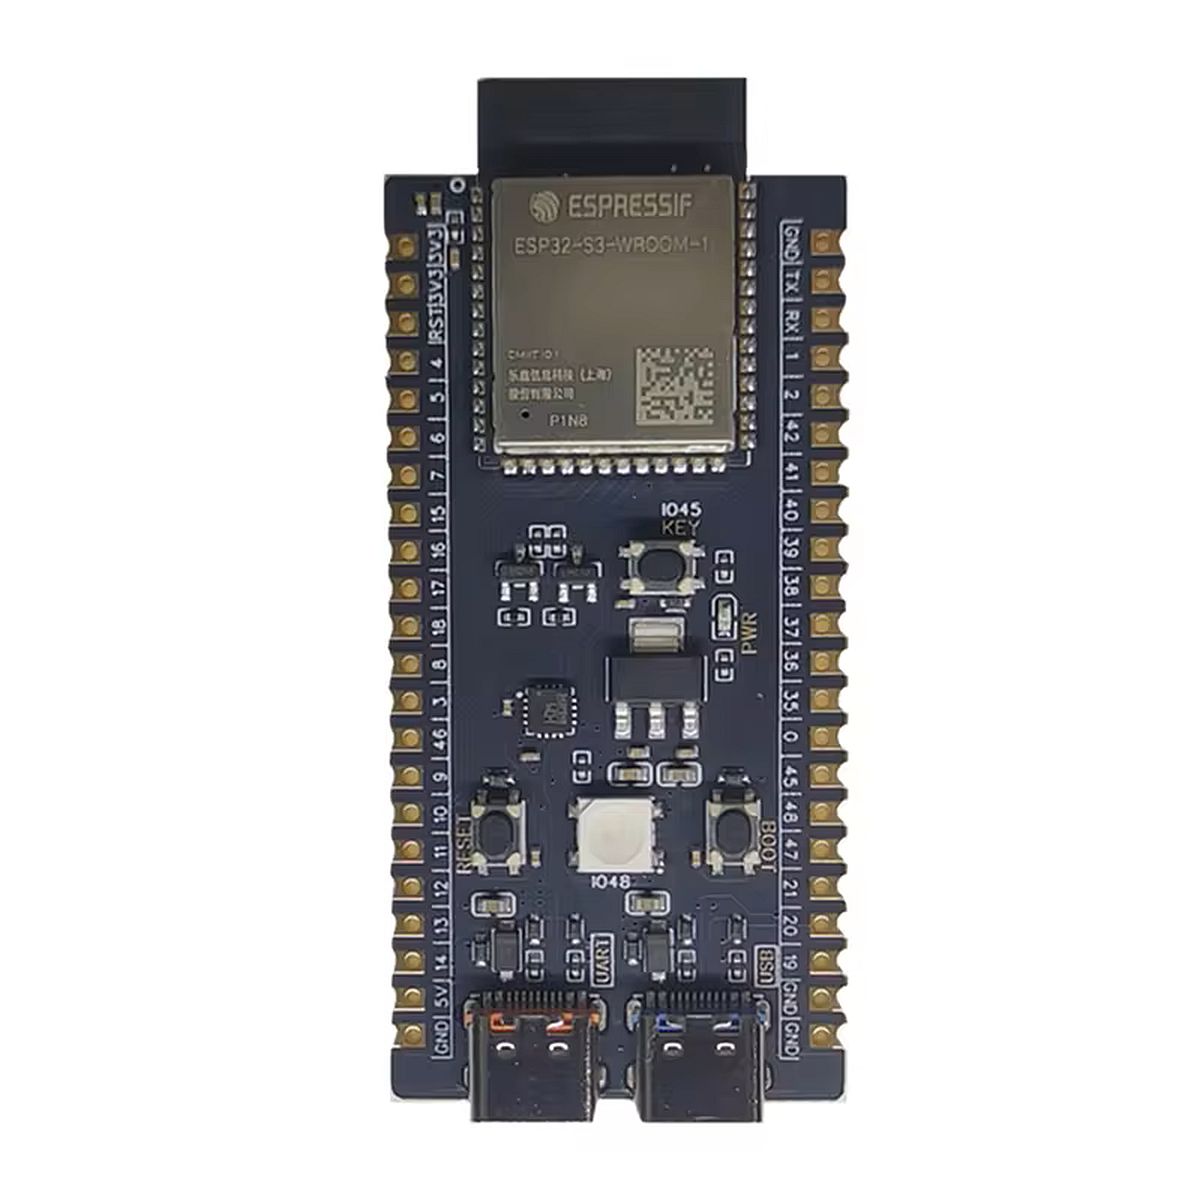 ESPRESSIF
ESP32-S3-WROOM-1
乐鑫信息科技(上海)
股份有限公司
P1N8
3V3
3V3
RST
4
5
6
7
15
16
17
18
8
3
46
9
10
11
12
13
14
5V
GND
GND
TX
RX
1
2
42
41
40
39
38
37
36
35
0
45
48
47
21
20
19
GND
GND
IO45
KEY
PWR
RESET
IO48
BOOT
UART
USB